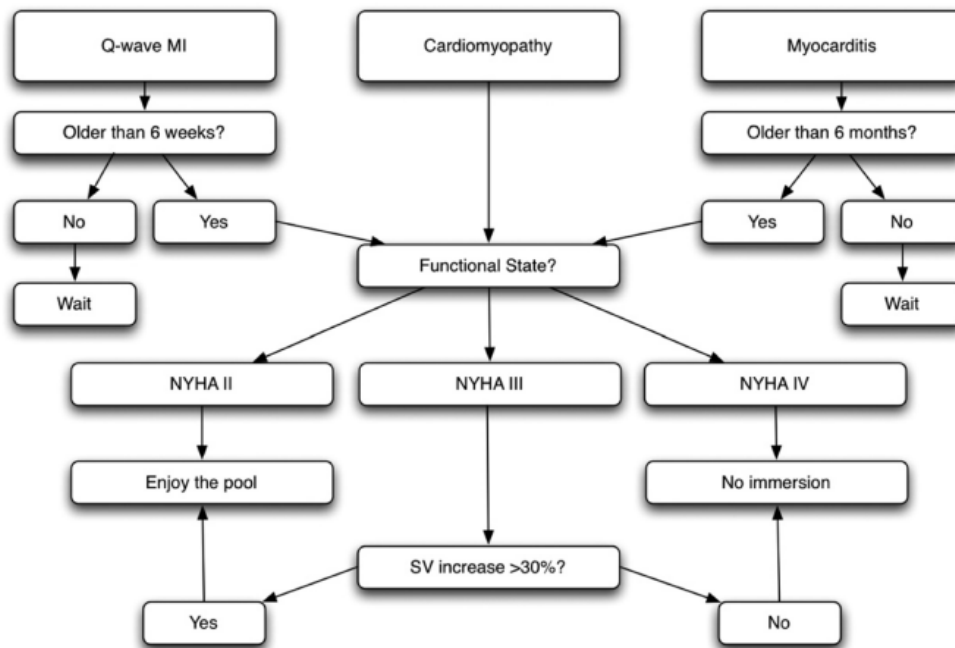 Q-wave MI
Cardiomyopathy
Myocarditis
Older than 6 weeks?
Older than 6 months?
No
Yes
Yes
No
Functional State?
Wait
Wait
NYHA II
NYHA III
NYHA IV
Enjoy the pool
No immersion
SV increase >30%?
Yes
No